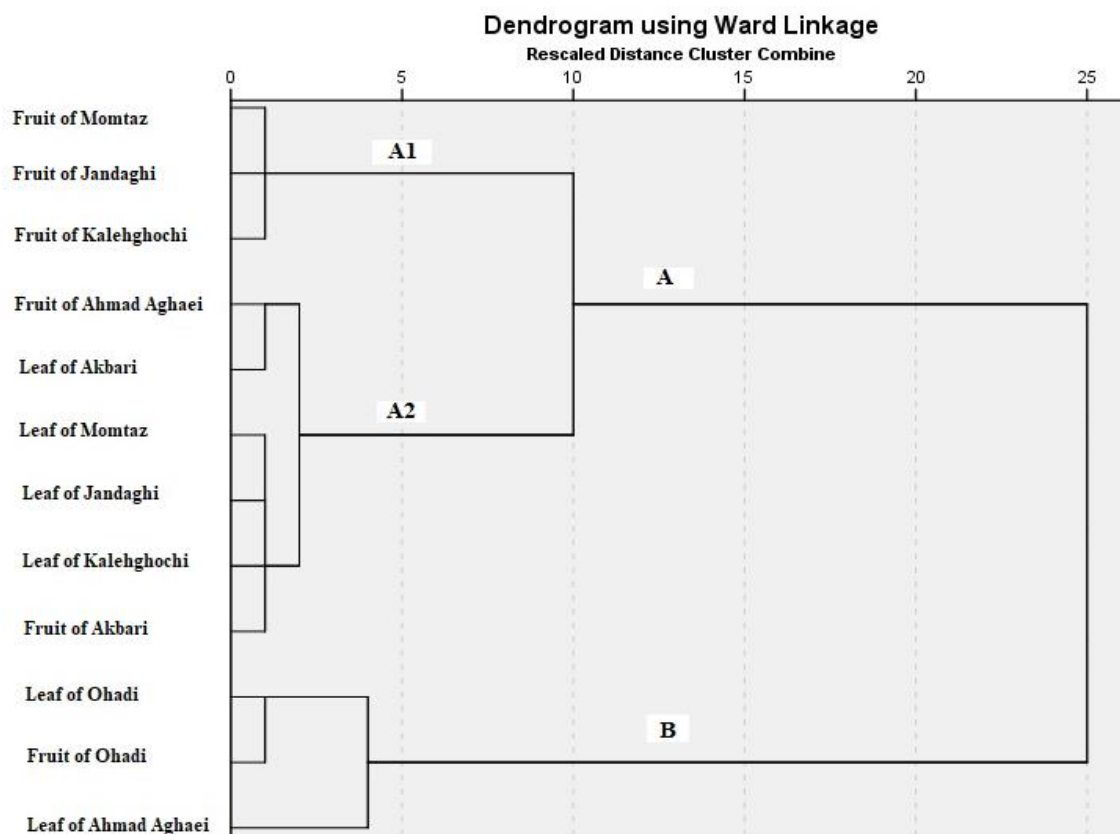 Dendrogram using Ward Linkage
Rescaled Distance Cluster Combine
0 5 10 15 20 25
Fruit of Momtaz
A1
Fruit of Jandaghi
Fruit of Kalehghochi
A
Fruit of Ahmad Aghaei
Leaf of Akbari
A2
Leaf of Momtaz
Leaf of Jandaghi
Leaf of Kalehghochi
Fruit of Akbari
Leaf of Ohadi
B
Fruit of Ohadi
Leaf of Ahmad Aghaei